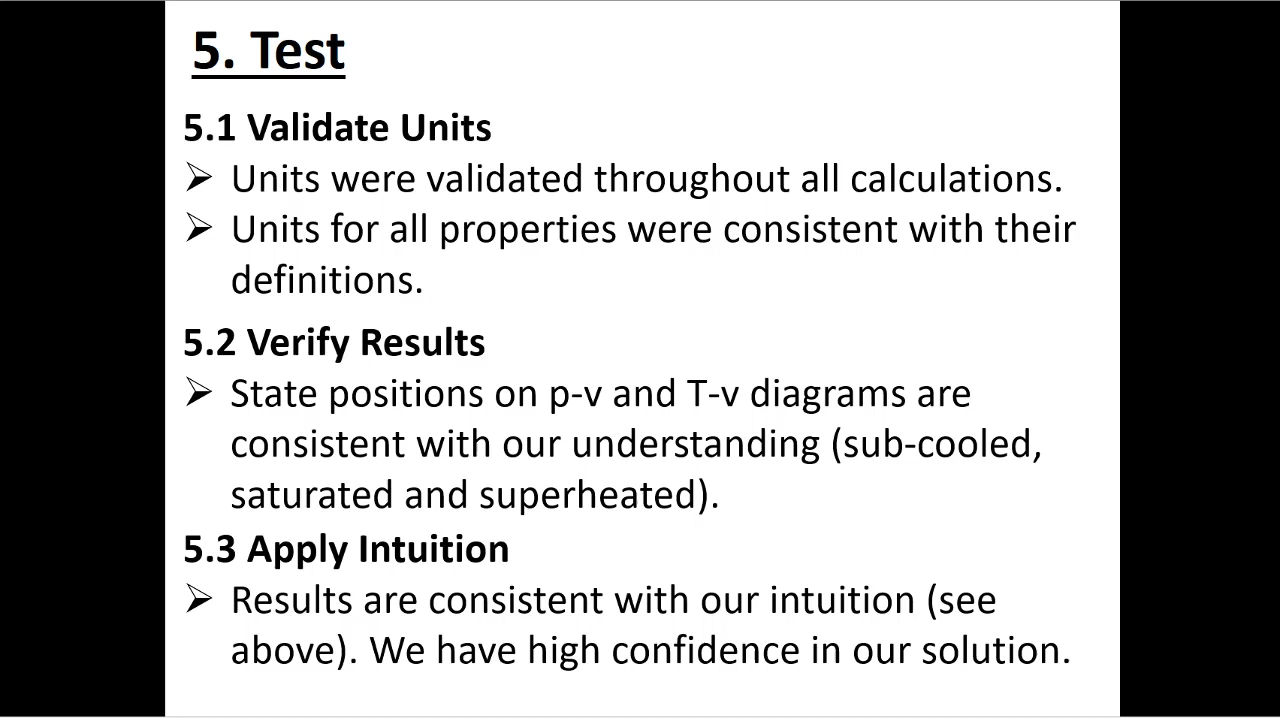 5. Test
5.1 Validate Units
➢ Units were validated throughout all calculations.
➢ Units for all properties were consistent with their
definitions.
5.2 Verify Results
➢ State positions on p-v and T-v diagrams are
consistent with our understanding (sub-cooled,
saturated and superheated).
5.3 Apply Intuition
➢ Results are consistent with our intuition (see
above). We have high confidence in our solution.